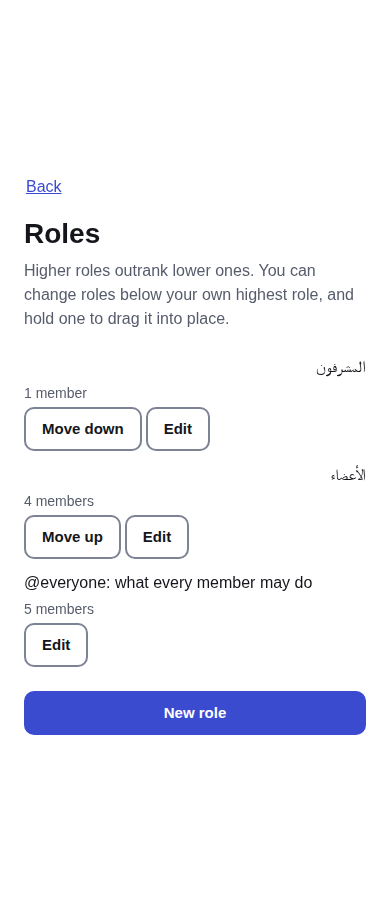 Back
Roles
Higher roles outrank lower ones. You can
change roles below your own highest role, and
hold one to drag it into place.
المشرفون
1 member
Move down Edit
الأعضاء
4 members
Move up Edit
@everyone: what every member may do
5 members
Edit
New role